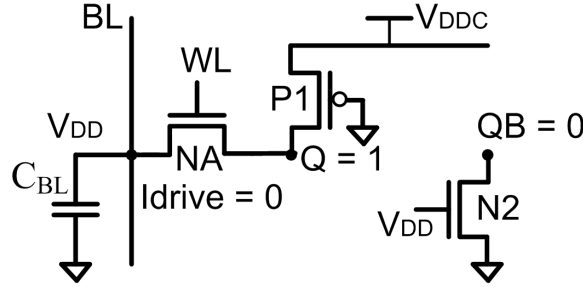 BL
VDDC
WL
P1
VDD
QB = 0
NA
Q = 1
CBL
Idrive = 0
VDD
N2